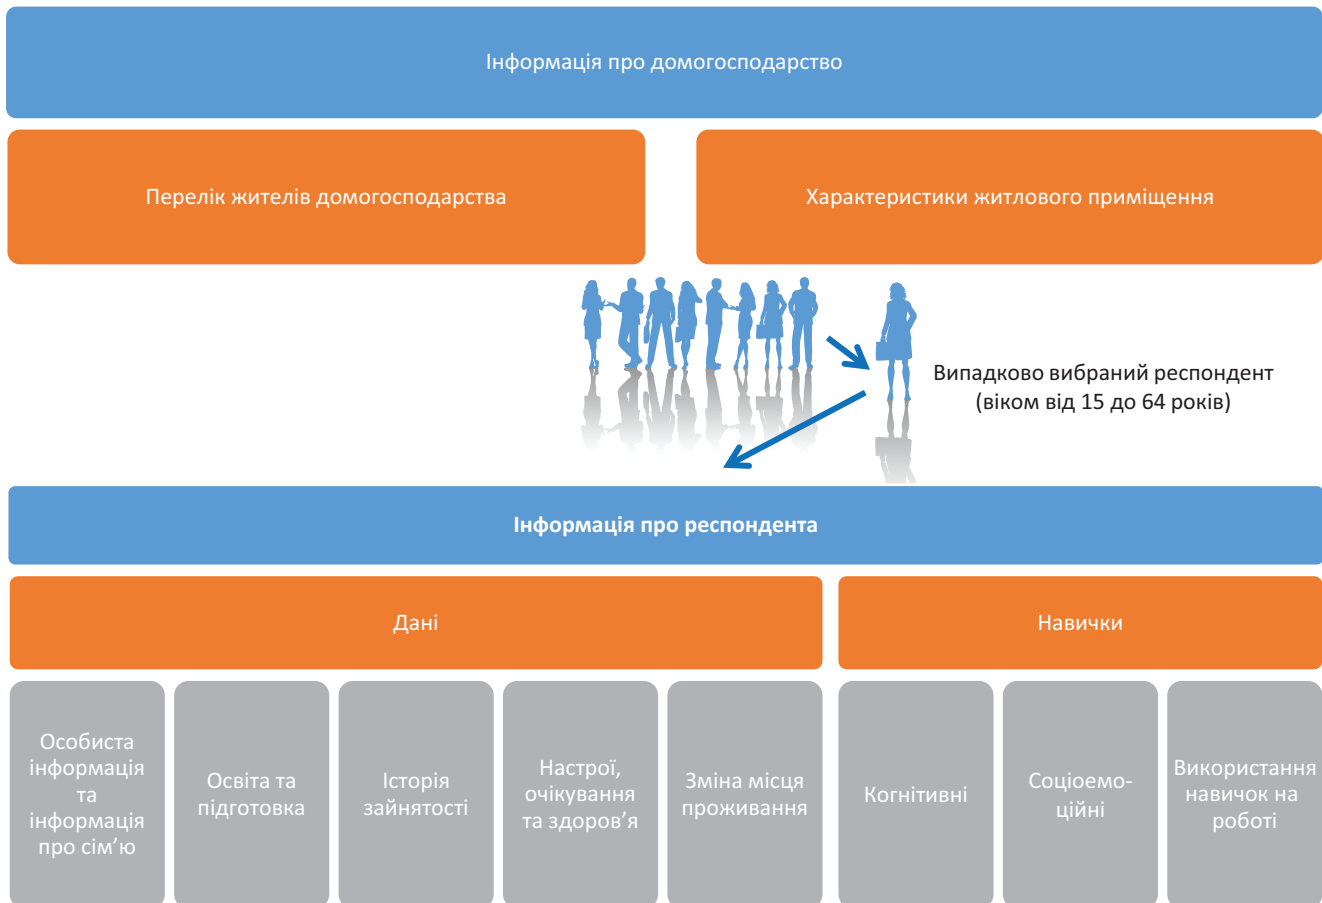 Інформація про домогосподарство
Перелік жителів домогосподарства
Характеристики житлового приміщення
Випадково вибраний респондент
(віком від 15 до 64 років)
Інформація про респондента
Дані
Навички
Особиста
інформація
та
інформація
про сім’ю
Освіта та
підготовка
Історія
зайнятості
Настрої,
очікування
та здоров’я
Зміна місця
проживання
Когнітивні
Соціоемо-
ційні
Використання
навичок на
роботі